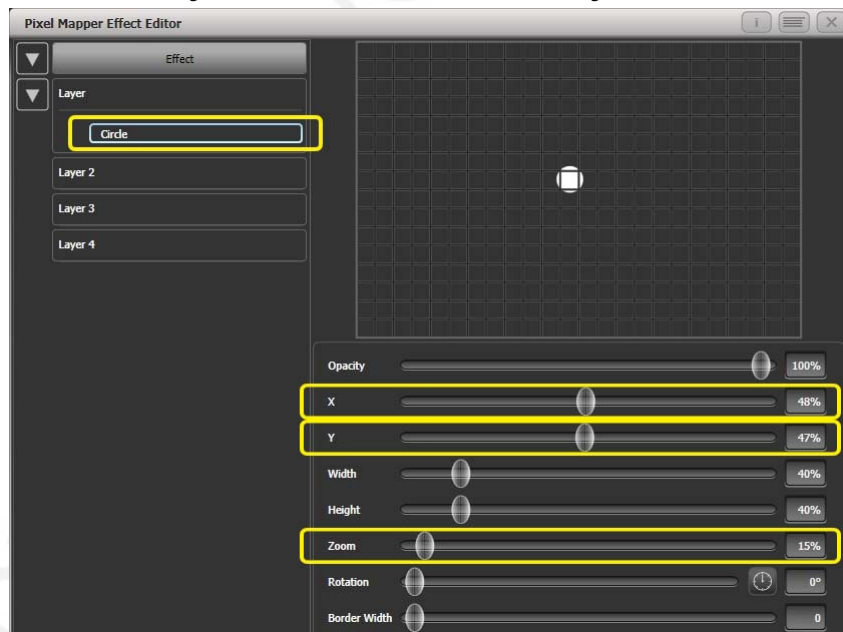 Pixel Mapper Effect Editor
i
Effect
Layer
Circle
Layer 2
Layer 3
Layer 4
Opacity 100%
X 48%
Y 47%
Width 40%
Height 40%
Zoom 15%
Rotation 0°
Border Width 0